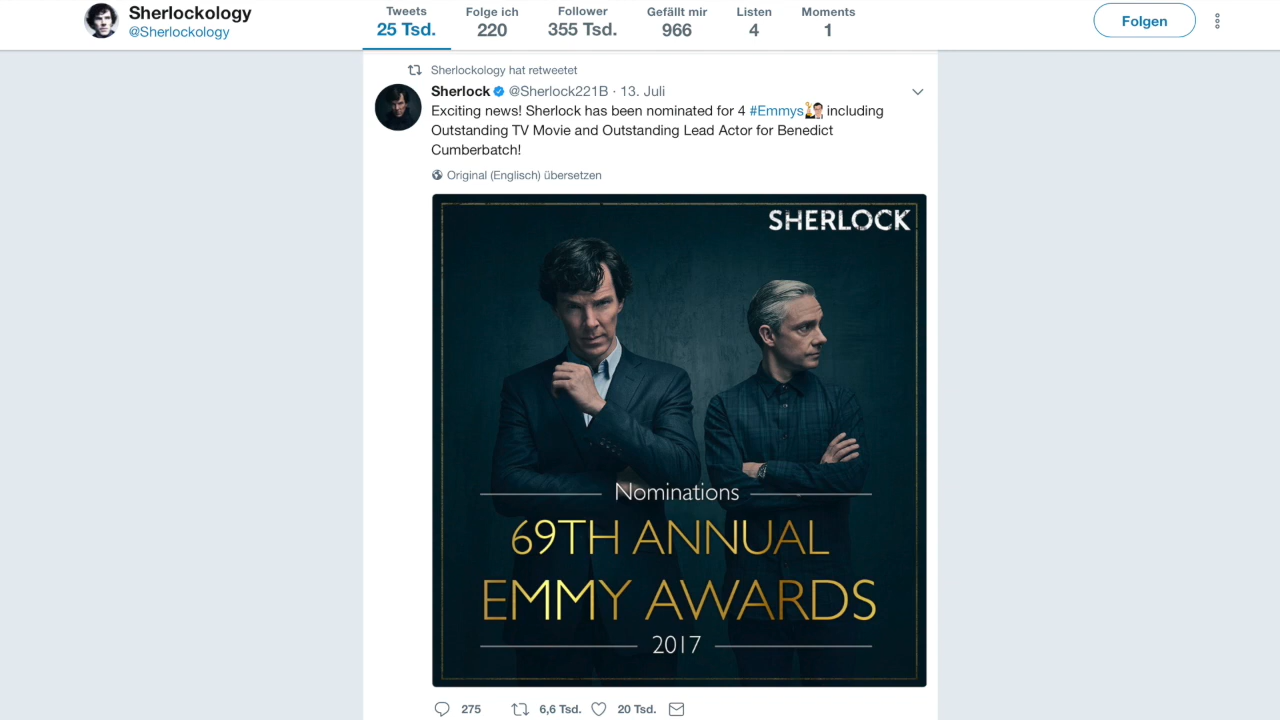 Sherlockology
@Sherlockology
Tweets
25 Tsd.
Folge ich
220
Follower
355 Tsd.
Gefällt mir
966
Listen
4
Moments
1
Folgen
Sherlockology hat retweetet
Sherlock @Sherlock221B · 13. Juli
Exciting news! Sherlock has been nominated for 4 #Emmys including
Outstanding TV Movie and Outstanding Lead Actor for Benedict
Cumberbatch!
Original (Englisch) übersetzen
SHERLOCK
Nominations
69TH ANNUAL
EMMY AWARDS
2017
275
6,6 Tsd.
20 Tsd.